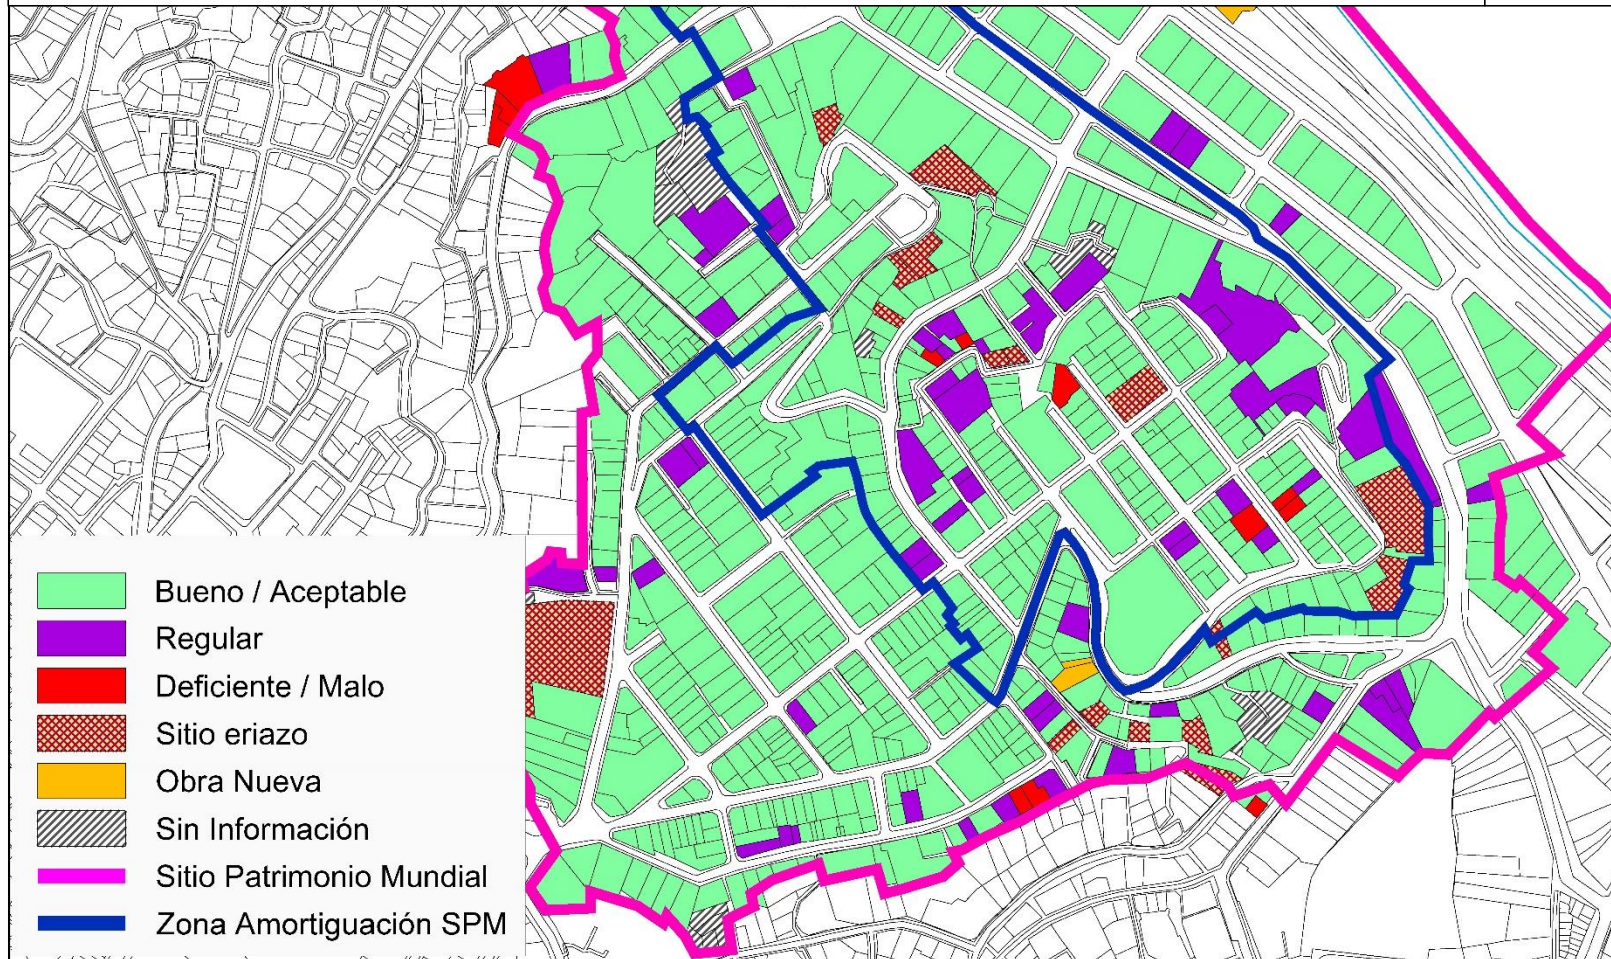 Bueno / Aceptable
Regular
Deficiente / Malo
Sitio eriazo
Obra Nueva
Sin Información
Sitio Patrimonio Mundial
Zona Amortiguación SPM